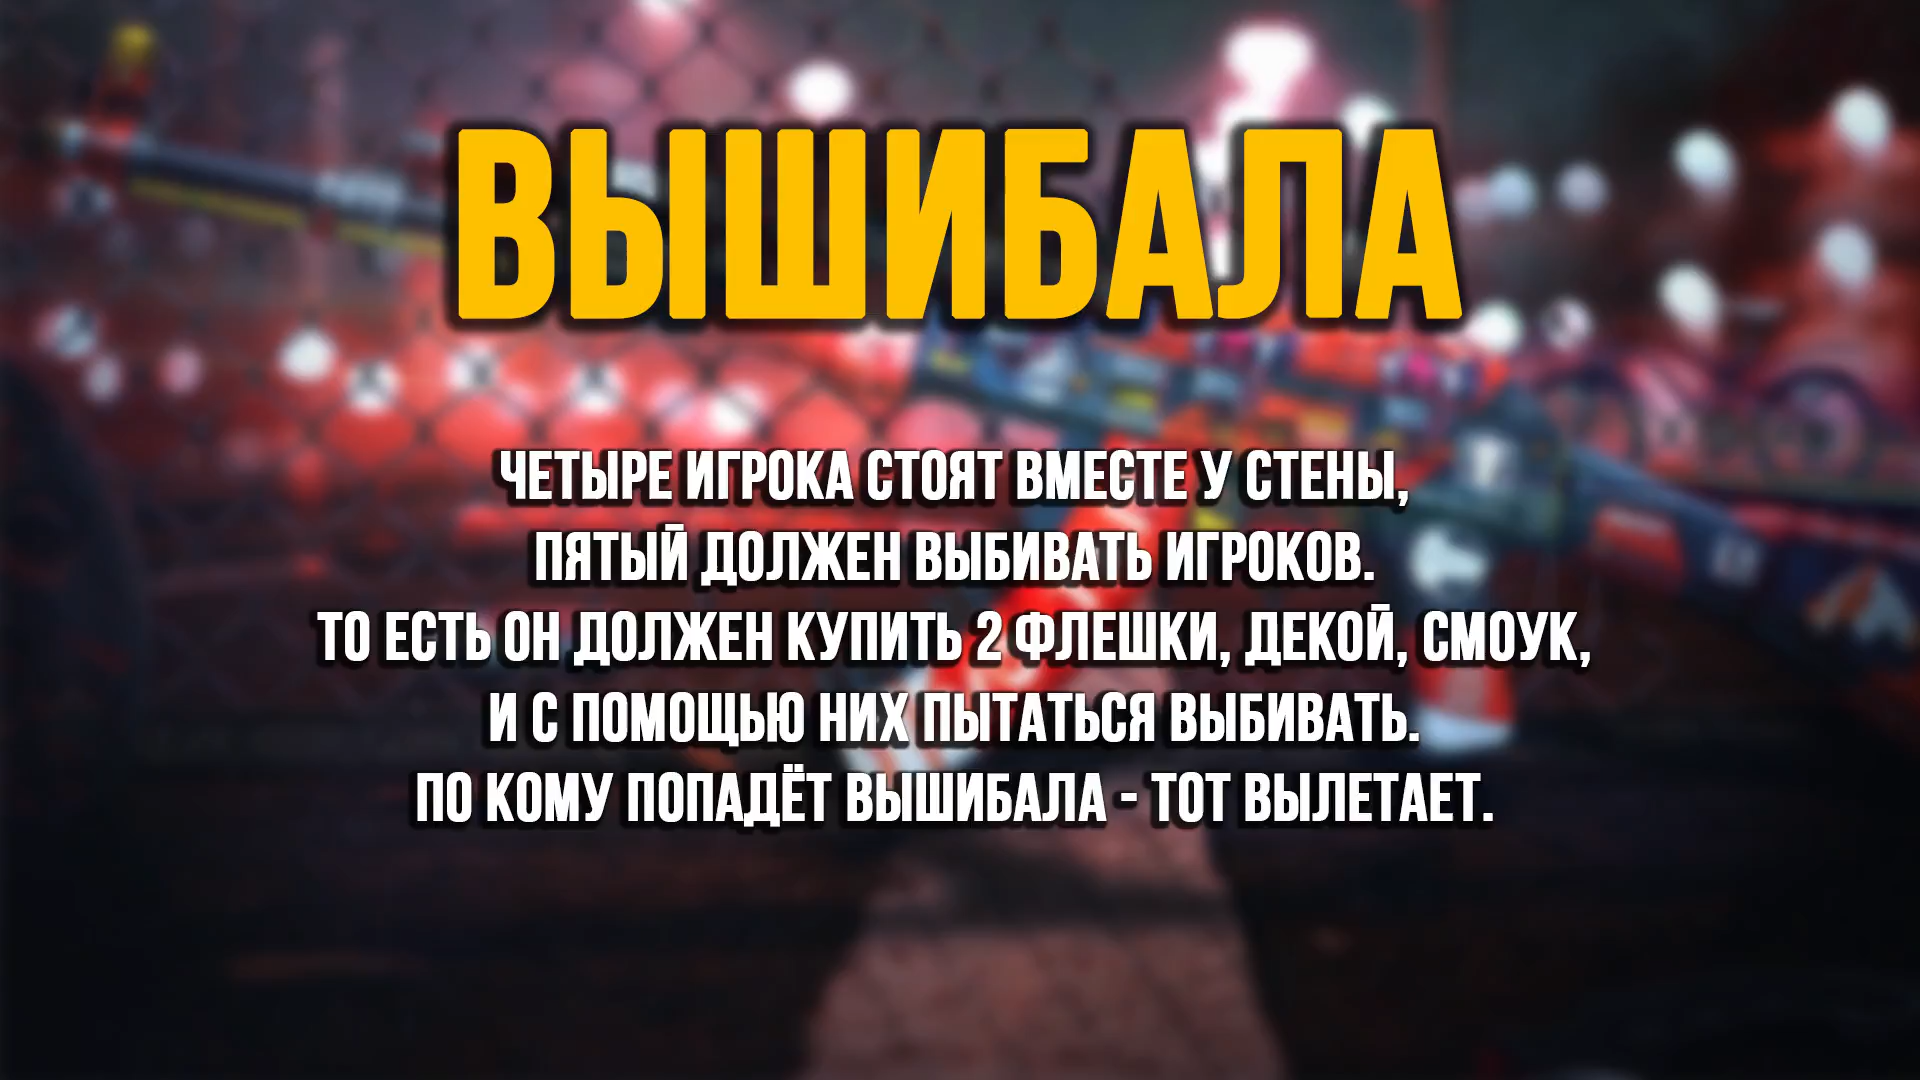 ВЫШИБАЛА
ЧЕТЫРЕ ИГРОКА СТОЯТ ВМЕСТЕ У СТЕНЫ,
ПЯТЫЙ ДОЛЖЕН ВЫБИВАТЬ ИГРОКОВ.
ТО ЕСТЬ ОН ДОЛЖЕН КУПИТЬ 2 ФЛЕШКИ, ДЕКОЙ, СМОУК,
И С ПОМОЩЬЮ НИХ ПЫТАТЬСЯ ВЫБИВАТЬ.
ПО КОМУ ПОПАДЁТ ВЫШИБАЛА - ТОТ ВЫЛЕТАЕТ.